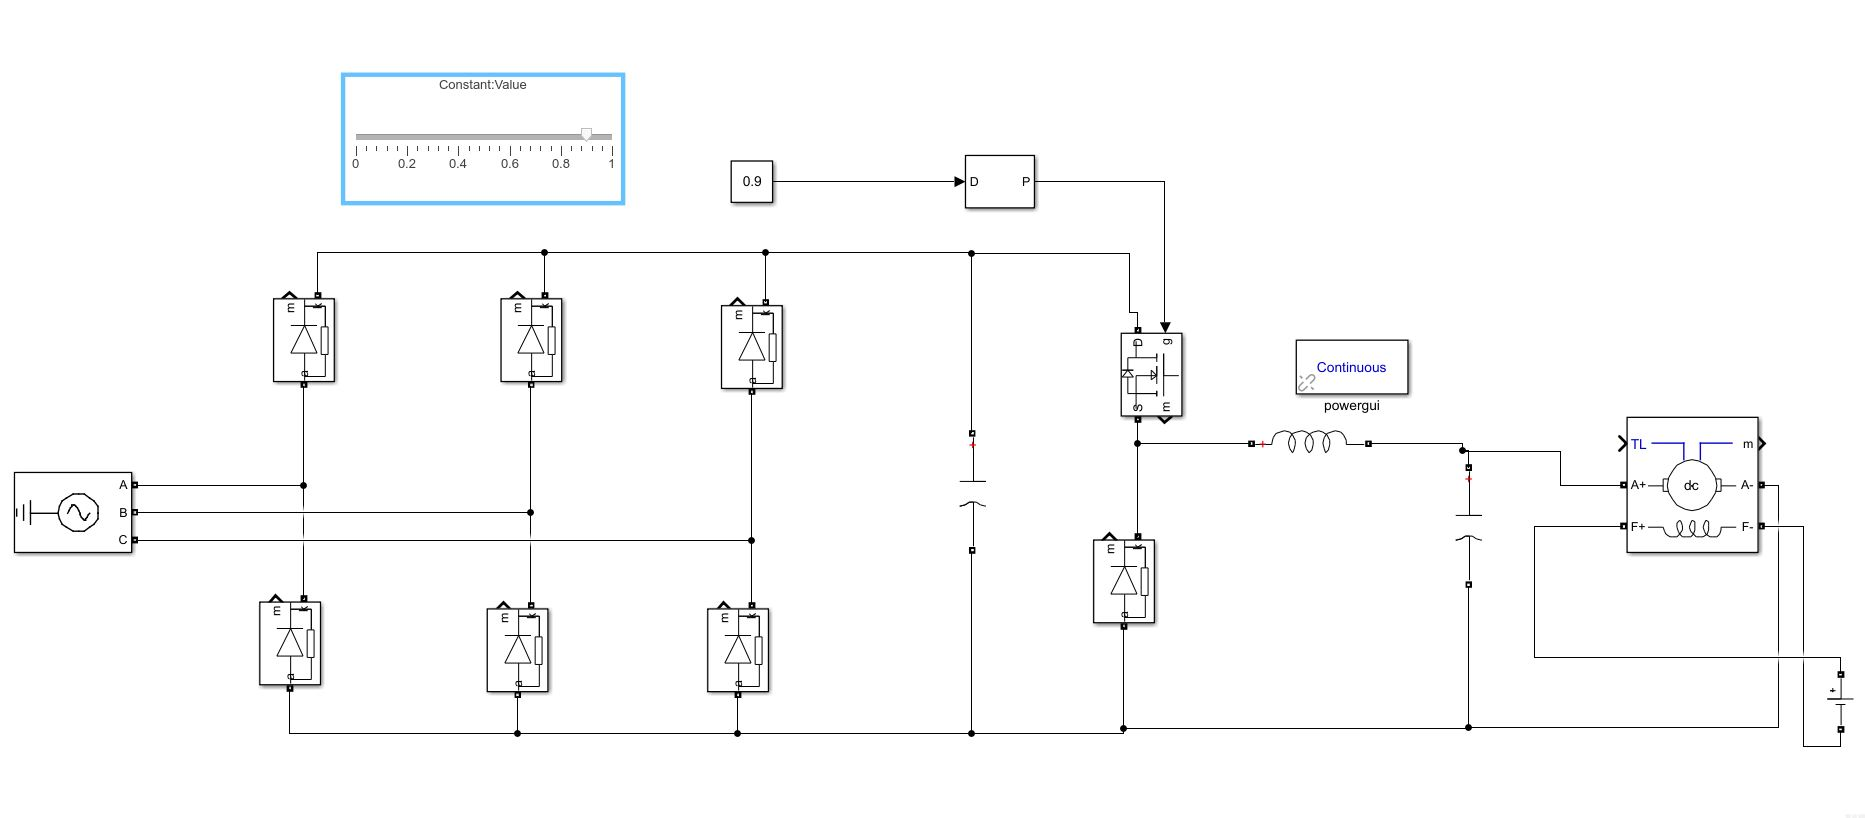 Constant:Value
0 0.2 0.4 0.6 0.8 1
0.9
D P
m k
m k
m k
a
a
a
D g
S m
Continuous
powergui
TL m
A+ dc A-
F+ F-
A
B
C
m k
a
m k
m k
m k
a
a
a
+
+
+
+